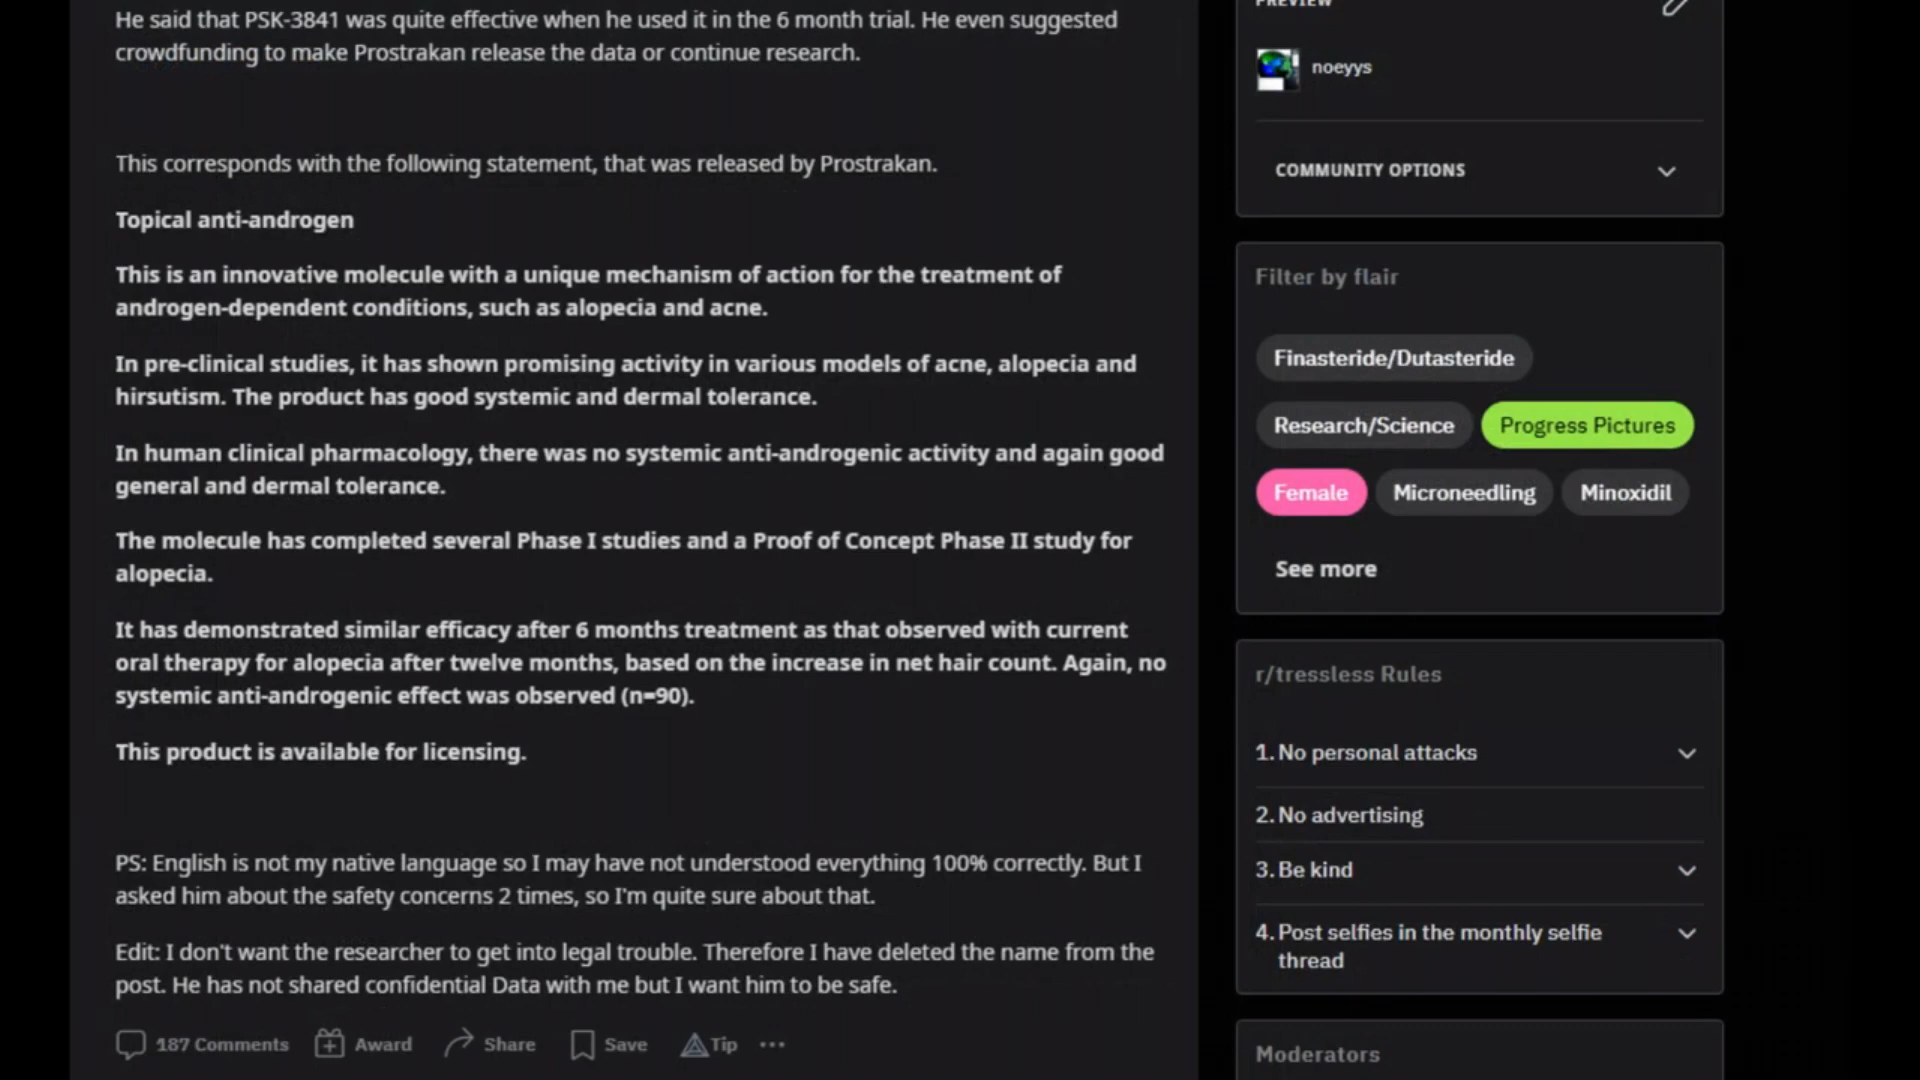 He said that PSK-3841 was quite effective when he used it in the 6 month trial. He even suggested
crowdfunding to make Prostrakan release the data or continue research.
This corresponds with the following statement, that was released by Prostrakan.
Topical anti-androgen
This is an innovative molecule with a unique mechanism of action for the treatment of
androgen-dependent conditions, such as alopecia and acne.
In pre-clinical studies, it has shown promising activity in various models of acne, alopecia and
hirsutism. The product has good systemic and dermal tolerance.
In human clinical pharmacology, there was no systemic anti-androgenic activity and again good
general and dermal tolerance.
The molecule has completed several Phase I studies and a Proof of Concept Phase II study for
alopecia.
It has demonstrated similar efficacy after 6 months treatment as that observed with current
oral therapy for alopecia after twelve months, based on the increase in net hair count. Again, no
systemic anti-androgenic effect was observed (n=90).
This product is available for licensing.
PS: English is not my native language so I may have not understood everything 100% correctly. But I
asked him about the safety concerns 2 times, so I'm quite sure about that.
Edit: I don't want the researcher to get into legal trouble. Therefore I have deleted the name from the
post. He has not shared confidential Data with me but I want him to be safe.
187 Comments Award Share Save Tip ...
PREVIEW
noeyys
COMMUNITY OPTIONS
Filter by flair
Finasteride/Dutasteride
Research/Science Progress Pictures
Female Microneedling Minoxidil
See more
r/tressless Rules
1. No personal attacks
2. No advertising
3. Be kind
4. Post selfies in the monthly selfie
thread
Moderators